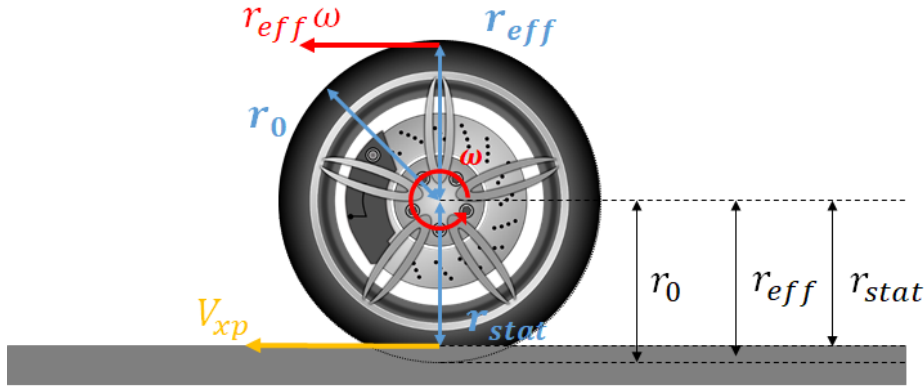 r_eff ω
r_eff
r_0
ω
r_0
r_eff
r_stat
V_xp
r_stat